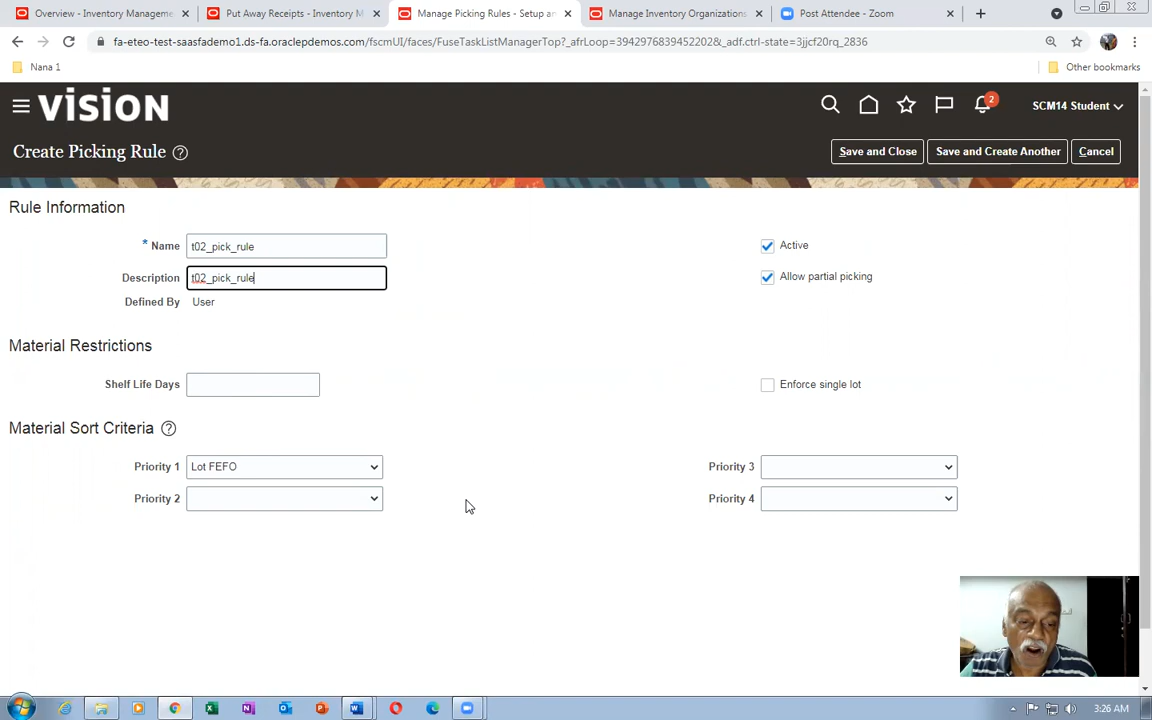 Overview - Inventory Manageme
Put Away Receipts - Inventory M
Manage Picking Rules - Setup an
Manage Inventory Organizations
Post Attendee - Zoom
fa-eteo-test-saasfademo1.ds-fa.oraclepdemos.com/fscmUI/faces/FuseTaskListManagerTop?_afrLoop=3942976839452202&_adf.ctrl-state=3jjcf20rq_2836
Nana 1
Other bookmarks
vision
2
SCM14 Student
Create Picking Rule
Save and Close
Save and Create Another
Cancel
Rule Information
* Name t02_pick_rule
Active
Description t02_pick_rule
Allow partial picking
Defined By User
Material Restrictions
Shelf Life Days
Enforce single lot
Material Sort Criteria
Priority 1 Lot FEFO
Priority 3
Priority 2
Priority 4
3:26 AM